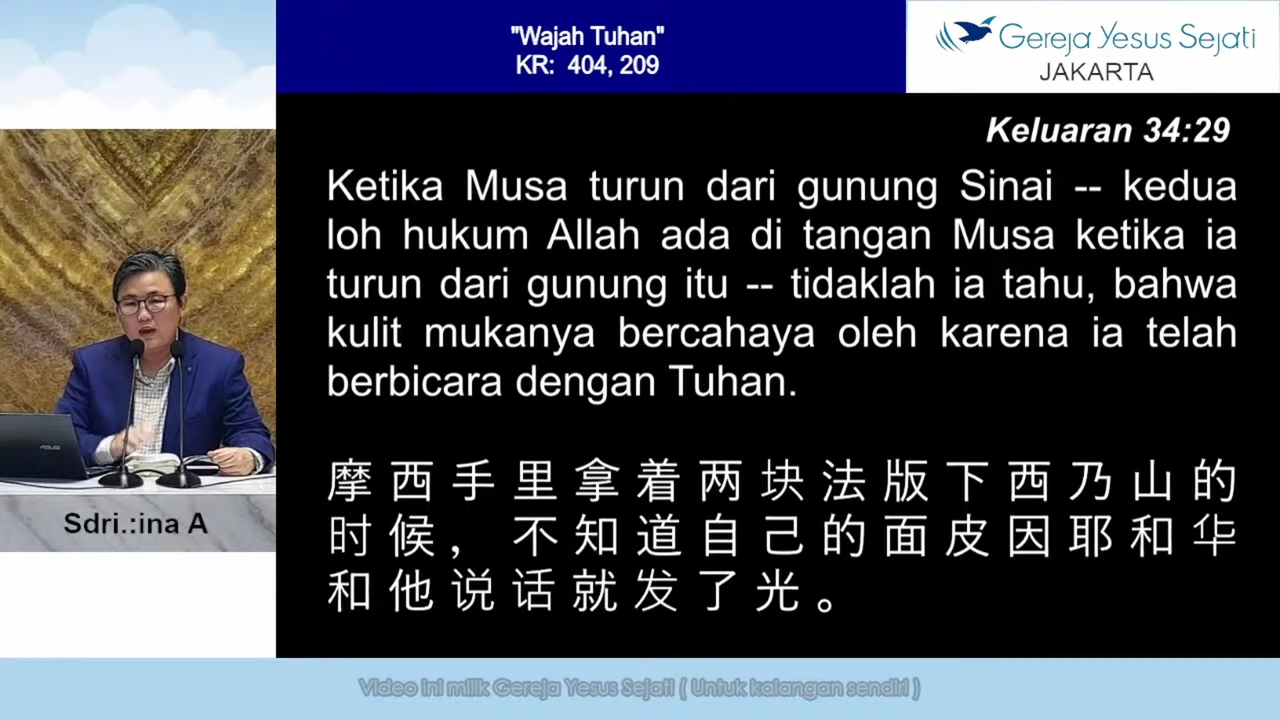 "Wajah Tuhan"
KR: 404, 209
Gereja Yesus Sejati
JAKARTA
Keluaran 34:29
Ketika Musa turun dari gunung Sinai -- kedua
loh hukum Allah ada di tangan Musa ketika ia
turun dari gunung itu -- tidaklah ia tahu, bahwa
kulit mukanya bercahaya oleh karena ia telah
berbicara dengan Tuhan.
摩西手里拿着两块法版下西乃山的
时候，不知道自己的面皮因耶和华
和他说话就发了光。
ASUS
Sdri.:ina A
Video ini milik Gereja Yesus Sejati ( Untuk kalangan sendiri )